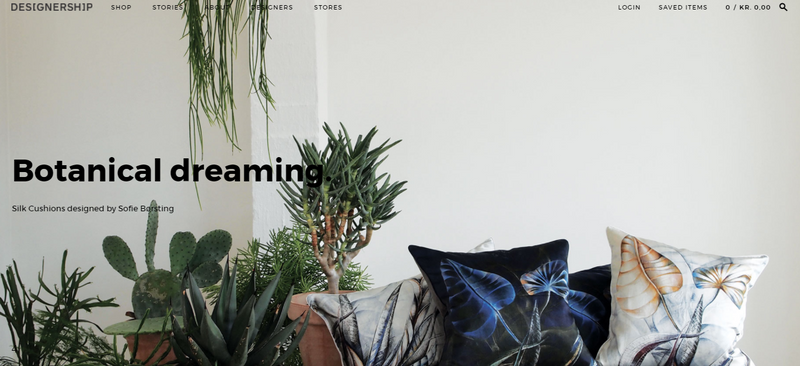 DESIGNERSHIP
SHOP STORIES ABOUT DESIGNERS STORES
LOGIN SAVED ITEMS 0 / KR. 0,00
Botanical dreaming.
Silk Cushions designed by Sofie Børsting